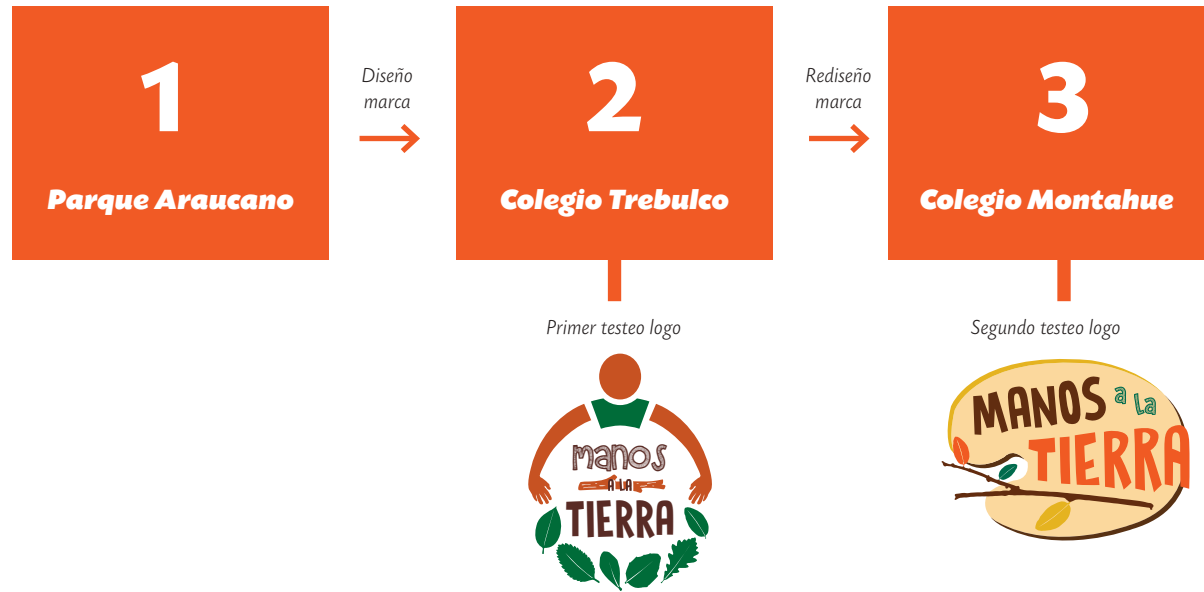 1
Parque Araucano
Diseño
marca
2
Colegio Trebulco
Rediseño
marca
3
Colegio Montahue
Primer testeo logo
manos
A LA
TIERRA
Segundo testeo logo
MANOS a La
TIERRA